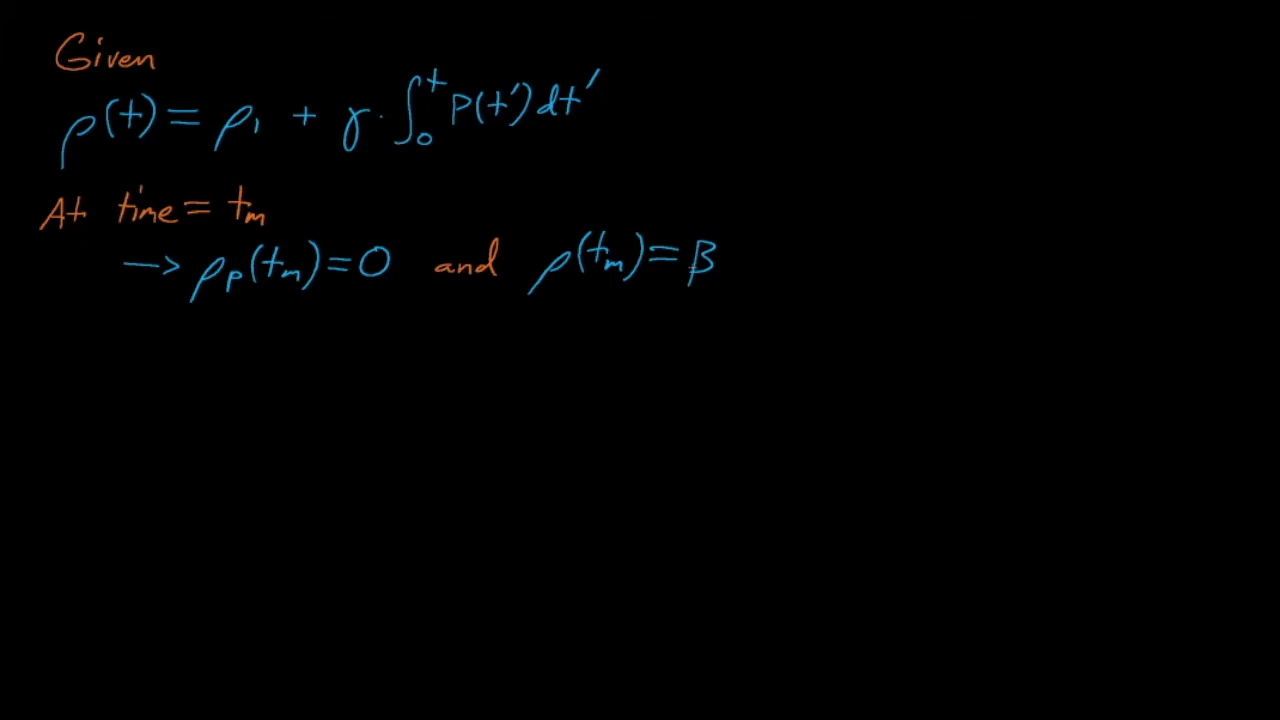 Given
ρ(t) = ρ₁ + γ · ∫₀ᵗ P(t′) dt′
At time = tₘ
→ ρₚ(tₘ) = 0 and ρ(tₘ) = β